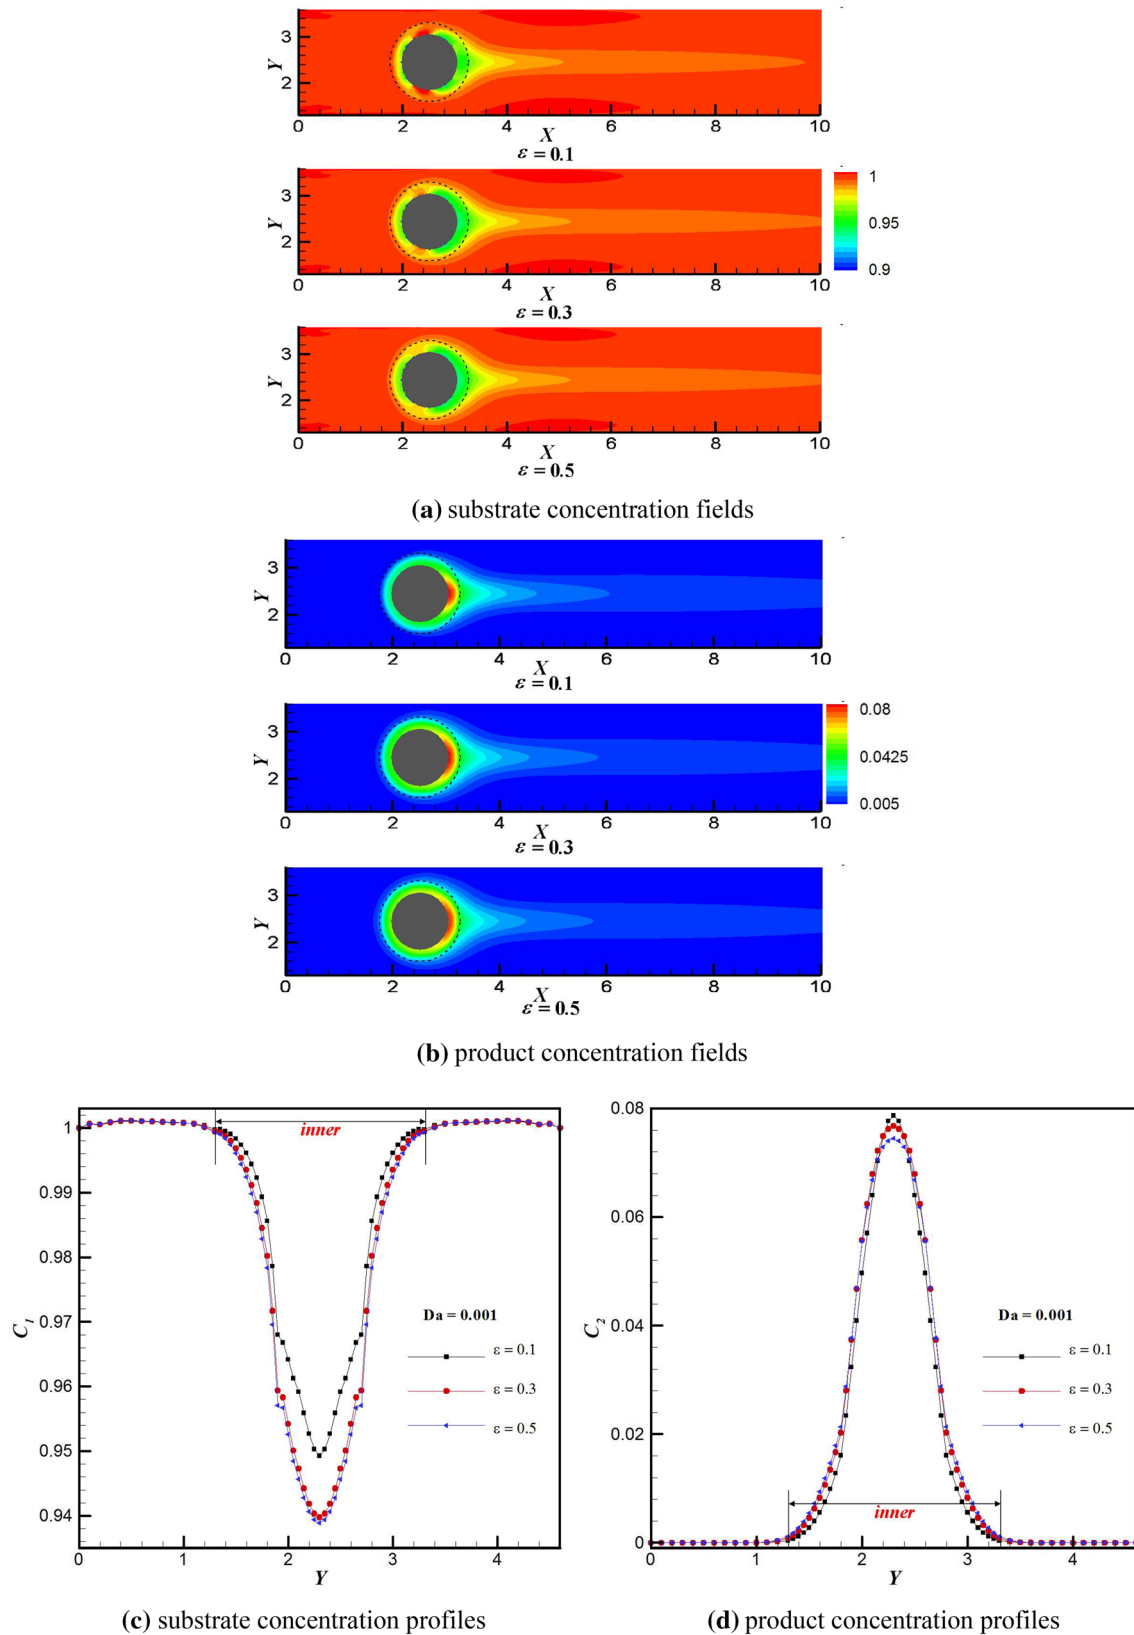 Y
3
2
0
2
4
6
8
10
X
ε = 0.1
Y
3
2
0
2
4
6
8
10
X
ε = 0.3
1
0.95
0.9
Y
3
2
0
2
4
6
8
10
X
ε = 0.5
(a) substrate concentration fields
Y
3
2
0
2
4
6
8
10
X
ε = 0.1
Y
3
2
0
2
4
6
8
10
X
ε = 0.3
0.08
0.0425
0.005
Y
3
2
0
2
4
6
8
10
X
ε = 0.5
(b) product concentration fields
C1
1
0.99
0.98
0.97
0.96
0.95
0.94
inner
Da = 0.001
ε = 0.1
ε = 0.3
ε = 0.5
0
1
2
3
4
Y
(c) substrate concentration profiles
C2
0.08
0.06
0.04
0.02
0
Da = 0.001
ε = 0.1
ε = 0.3
ε = 0.5
inner
0
1
2
3
4
Y
(d) product concentration profiles